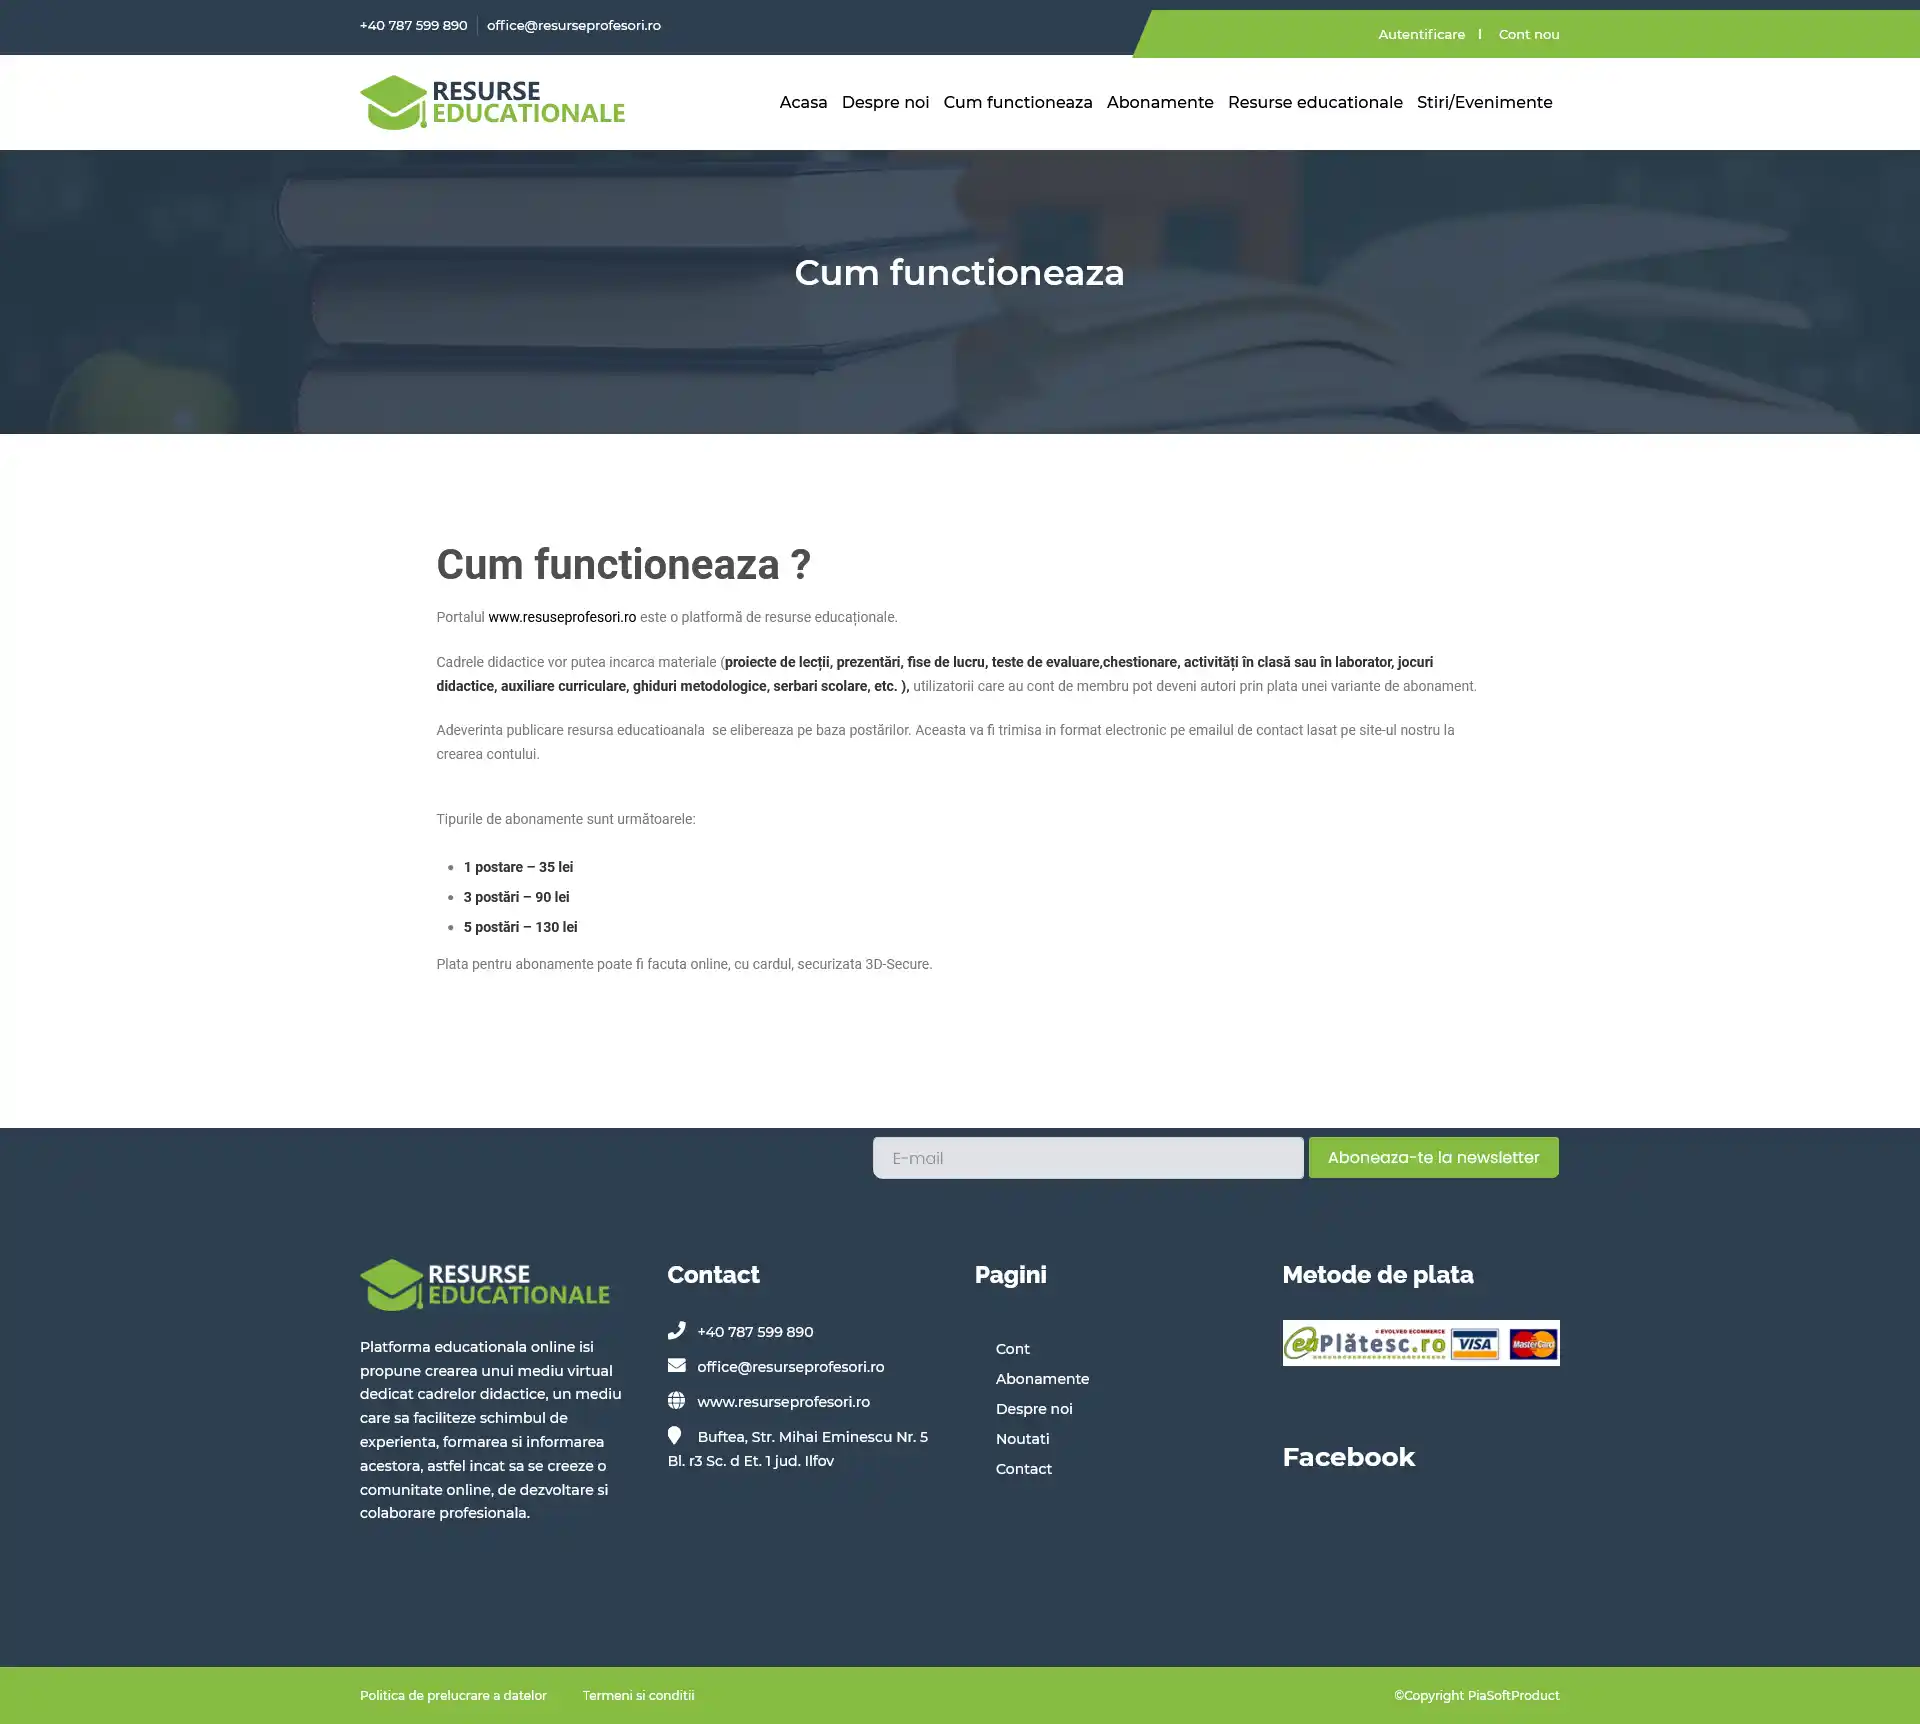 +40 787 599 890
office@resurseprofesori.ro
Autentificare
Cont nou
RESURSE
EDUCATIONALE
Acasa Despre noi Cum functioneaza Abonamente Resurse educationale Stiri/Evenimente
Cum functioneaza
Cum functioneaza ?
Portalul www.resuseprofesori.ro este o platformă de resurse educaționale.
Cadrele didactice vor putea incarca materiale (proiecte de lecții, prezentări, fise de lucru, teste de evaluare,chestionare, activități în clasă sau în laborator, jocuri
didactice, auxiliare curriculare, ghiduri metodologice, serbari scolare, etc. ), utilizatorii care au cont de membru pot deveni autori prin plata unei variante de abonament.
Adeverinta publicare resursa educatioanala  se elibereaza pe baza postărilor. Aceasta va fi trimisa in format electronic pe emailul de contact lasat pe site-ul nostru la
crearea contului.
Tipurile de abonamente sunt următoarele:
• 1 postare – 35 lei
• 3 postări – 90 lei
• 5 postări – 130 lei
Plata pentru abonamente poate fi facuta online, cu cardul, securizata 3D-Secure.
E-mail
Aboneaza-te la newsletter
RESURSE
EDUCATIONALE
Platforma educationala online isi
propune crearea unui mediu virtual
dedicat cadrelor didactice, un mediu
care sa faciliteze schimbul de
experienta, formarea si informarea
acestora, astfel incat sa se creeze o
comunitate online, de dezvoltare si
colaborare profesionala.
Contact
+40 787 599 890
office@resurseprofesori.ro
www.resurseprofesori.ro
Buftea, Str. Mihai Eminescu Nr. 5
Bl. r3 Sc. d Et. 1 jud. Ilfov
Pagini
Cont
Abonamente
Despre noi
Noutati
Contact
Metode de plata
= EVOLVED ECOMMERCE
euPlătesc.ro
VISA
MasterCard
Facebook
Politica de prelucrare a datelor
Termeni si conditii
©Copyright PiaSoftProduct